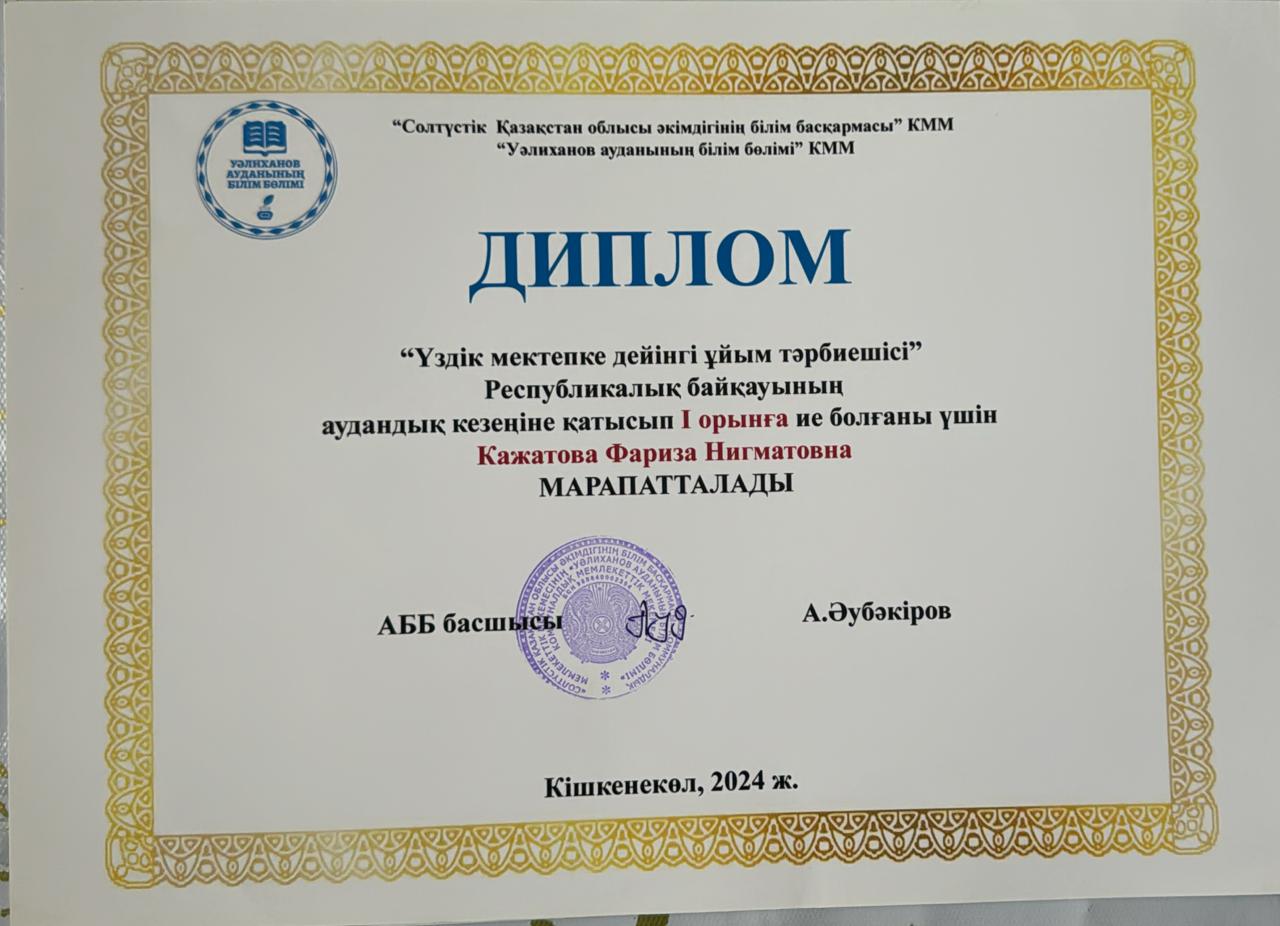 “Солтүстік Қазақстан облысы әкімдігінің білім басқармасы” КММ
“Уәлиханов ауданының білім бөлімі” КММ
УӘЛИХАНОВ
АУДАНЫНЫҢ
БІЛІМ БӨЛІМІ
ДИПЛОМ
“Үздік мектепке дейінгі ұйым тәрбиешісі”
Республикалық байқауының
аудандық кезеңіне қатысып I орынға ие болғаны үшін
Кажатова Фариза Нигматовна
МАРАПАТТАЛАДЫ
АББ басшысы
А.Әубәкіров
Кішкенекөл, 2024 ж.